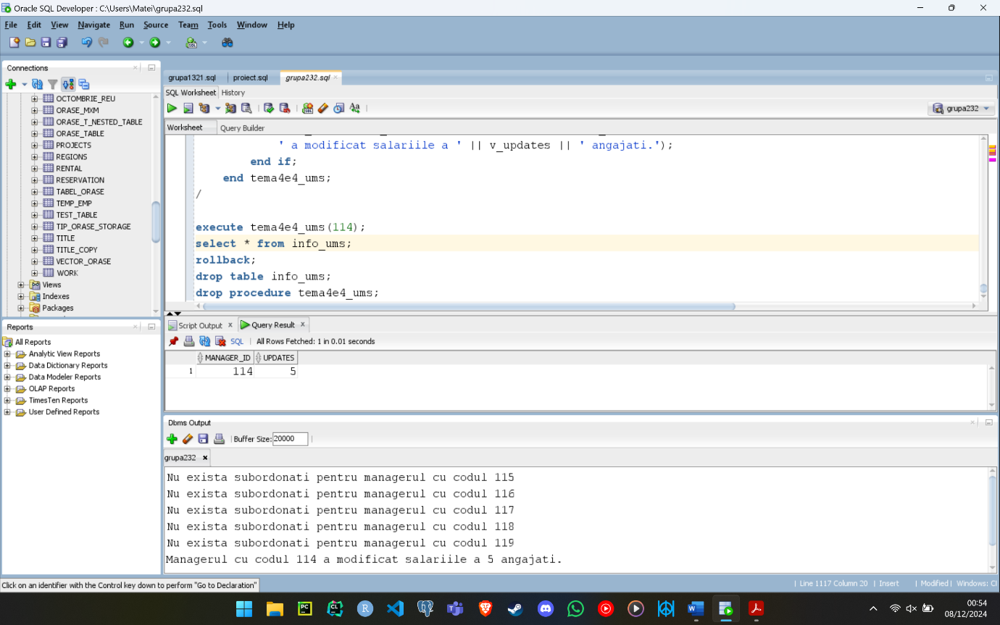 Oracle SQL Developer : C:\Users\Matei\grupa232.sql
File Edit View Navigate Run Source Team Tools Window Help
Connections
OCTOMBRIE_REU
ORASE_MXM
ORASE_T_NESTED_TABLE
ORASE_TABLE
PROJECTS
REGIONS
RENTAL
RESERVATION
TABEL_ORASE
TEMP_EMP
TEST_TABLE
TIP_ORASE_STORAGE
TITLE
TITLE_COPY
VECTOR_ORASE
WORK
Views
Indexes
Packages
Reports
All Reports
Analytic View Reports
Data Dictionary Reports
Data Modeler Reports
OLAP Reports
TimesTen Reports
User Defined Reports
grupa1321.sql proiect.sql grupa232.sql
SQL Worksheet History
grupa232
Worksheet Query Builder
' a modificat salariile a ' || v_updates || ' angajati.');
end if;
end tema4e4_ums;
/
execute tema4e4_ums(114);
select * from info_ums;
rollback;
drop table info_ums;
drop procedure tema4e4_ums;
Script Output x Query Result x
SQL | All Rows Fetched: 1 in 0.01 seconds
MANAGER_ID UPDATES
1 114 5
Dbms Output
Buffer Size: 20000
grupa232
Nu exista subordonati pentru managerul cu codul 115
Nu exista subordonati pentru managerul cu codul 116
Nu exista subordonati pentru managerul cu codul 117
Nu exista subordonati pentru managerul cu codul 118
Nu exista subordonati pentru managerul cu codul 119
Managerul cu codul 114 a modificat salariile a 5 angajati.
Click on an identifier with the Control key down to perform "Go to Declaration"
| Line 1117 Column 20 | Insert | Modified | Windows: Cl
00:54
08/12/2024